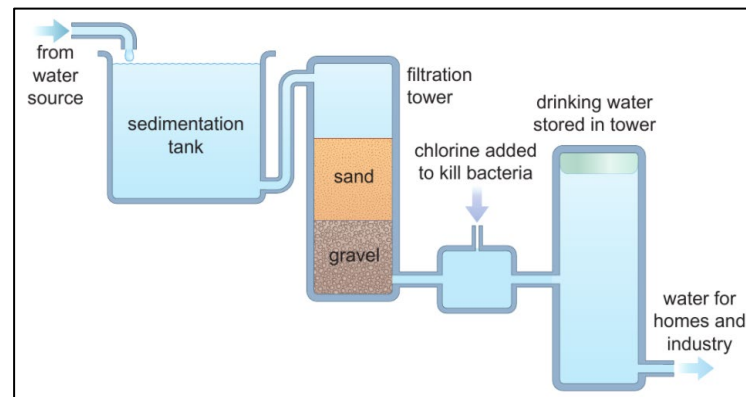 from
water
source
sedimentation
tank
filtration
tower
sand
gravel
chlorine added
to kill bacteria
drinking water
stored in tower
water for
homes and
industry